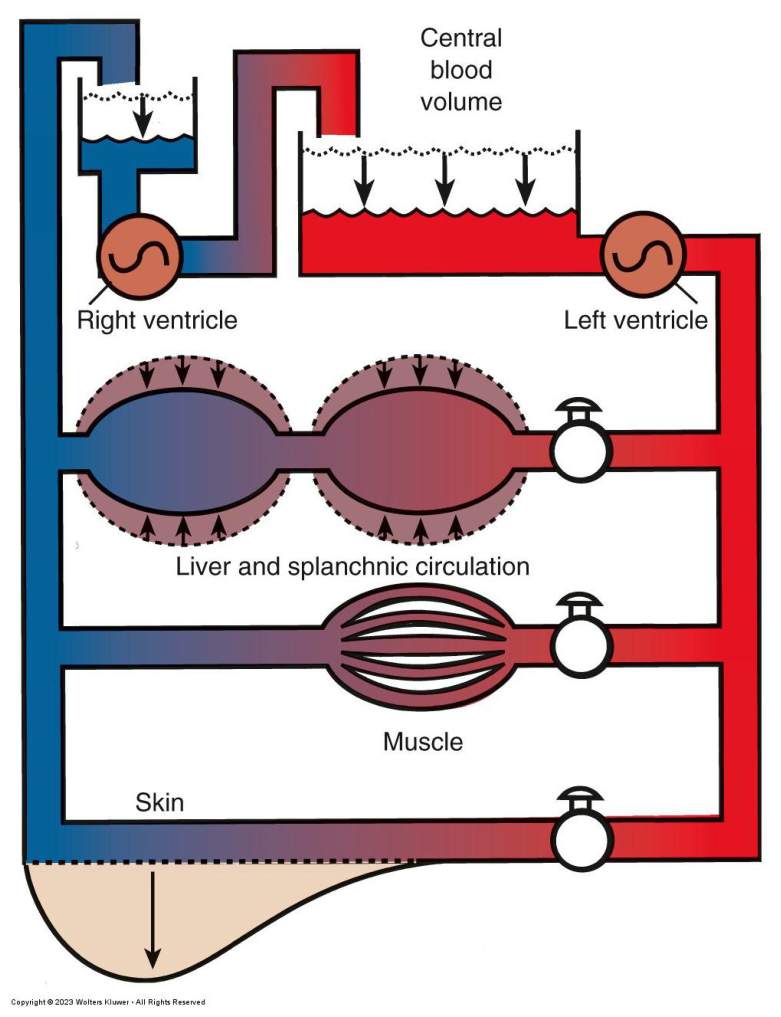 Central
blood
volume
Right ventricle
Left ventricle
Liver and splanchnic circulation
Muscle
Skin
Copyright © 2023 Wolters Kluwer • All Rights Reserved